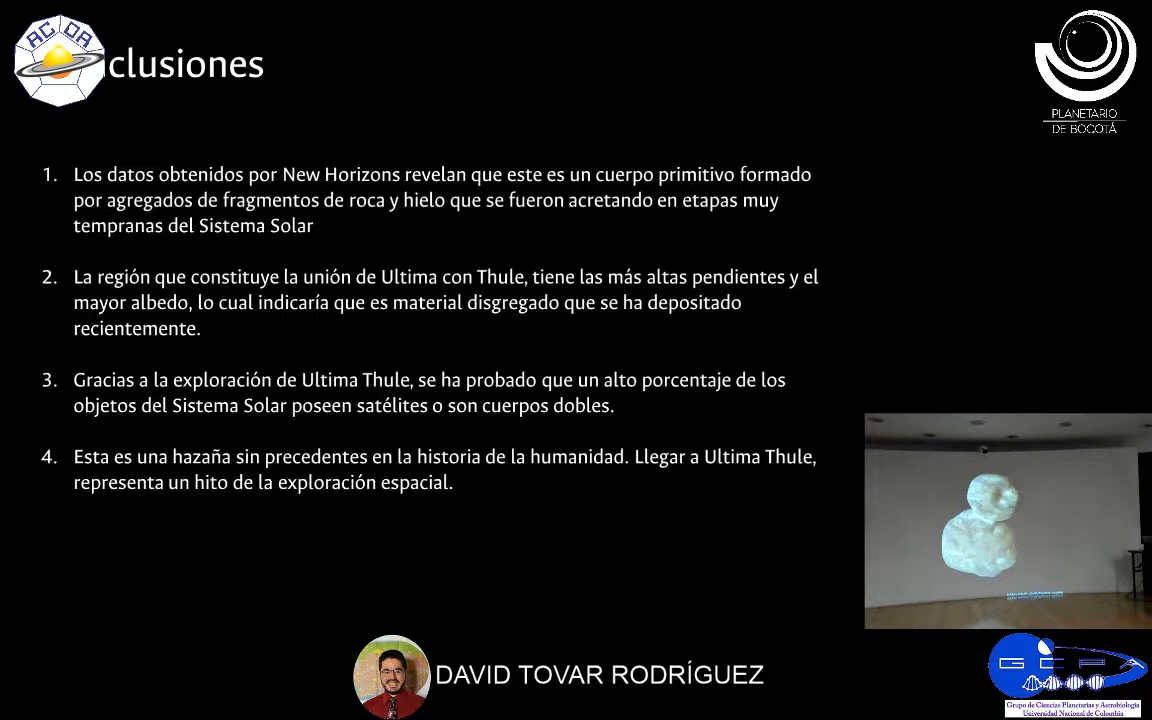 ACDA
clusiones
PLANETARIO
DE BOGOTÁ
1. Los datos obtenidos por New Horizons revelan que este es un cuerpo primitivo formado
por agregados de fragmentos de roca y hielo que se fueron acretando en etapas muy
tempranas del Sistema Solar
2. La región que constituye la unión de Ultima con Thule, tiene las más altas pendientes y el
mayor albedo, lo cual indicaría que es material disgregado que se ha depositado
recientemente.
3. Gracias a la exploración de Ultima Thule, se ha probado que un alto porcentaje de los
objetos del Sistema Solar poseen satélites o son cuerpos dobles.
4. Esta es una hazaña sin precedentes en la historia de la humanidad. Llegar a Ultima Thule,
representa un hito de la exploración espacial.
DAVID TOVAR RODRÍGUEZ
GCPA
Grupo de Ciencias Planetarias y Astrobiología
Universidad Nacional de Colombia